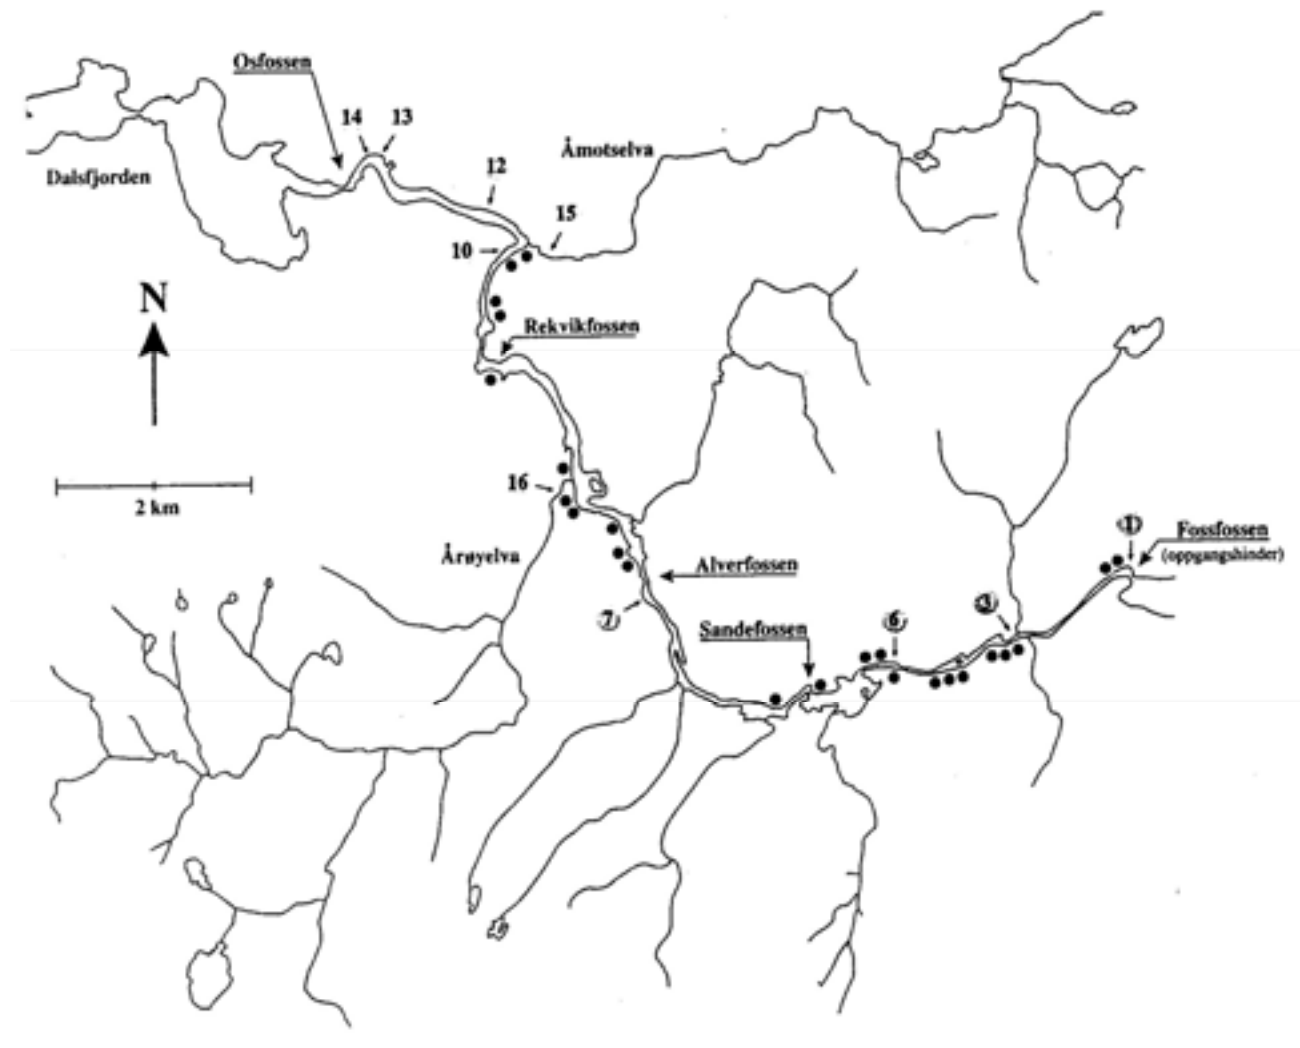 Osfossen
14
13
Åmotselva
12
Dalsfjorden
15
10
N
Rekvikfossen
16
2 km
1
Fossfossen
(oppgangshinder)
Årøyelva
Alverfossen
3
7
Sandefossen
6